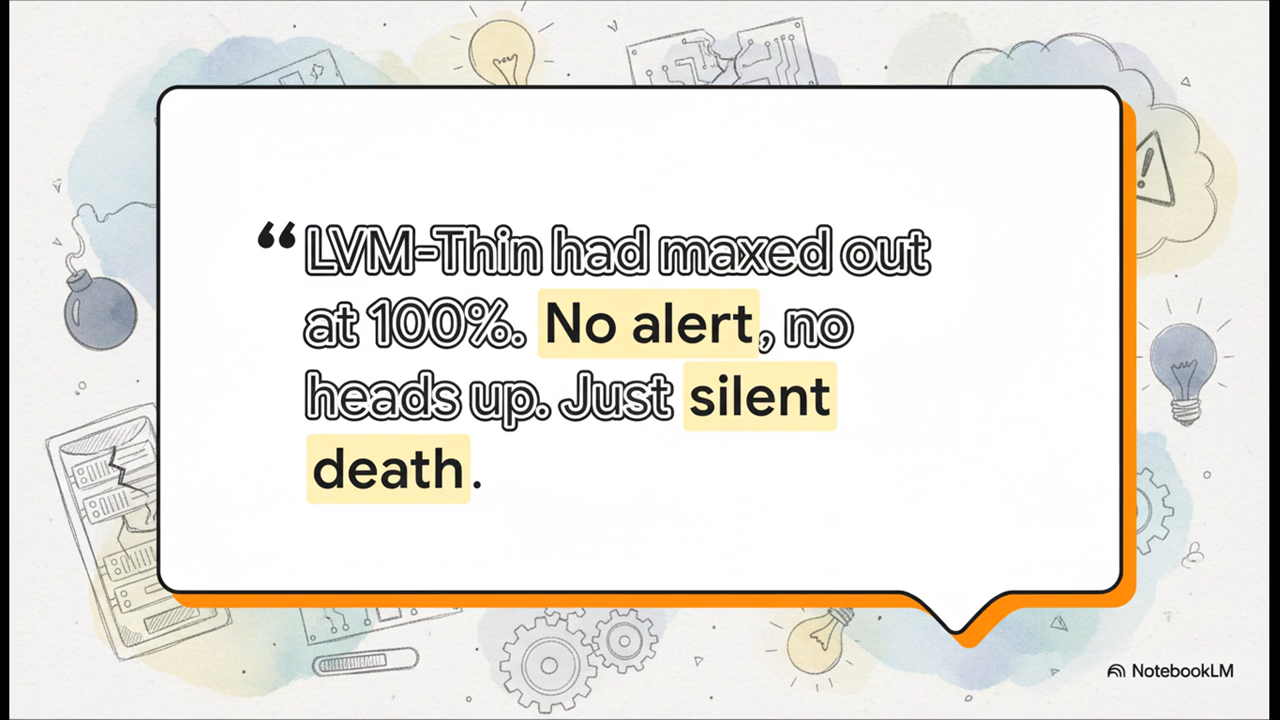 “LVM-Thin had maxed out
at 100%. No alert, no
heads up. Just silent
death.
NotebookLM